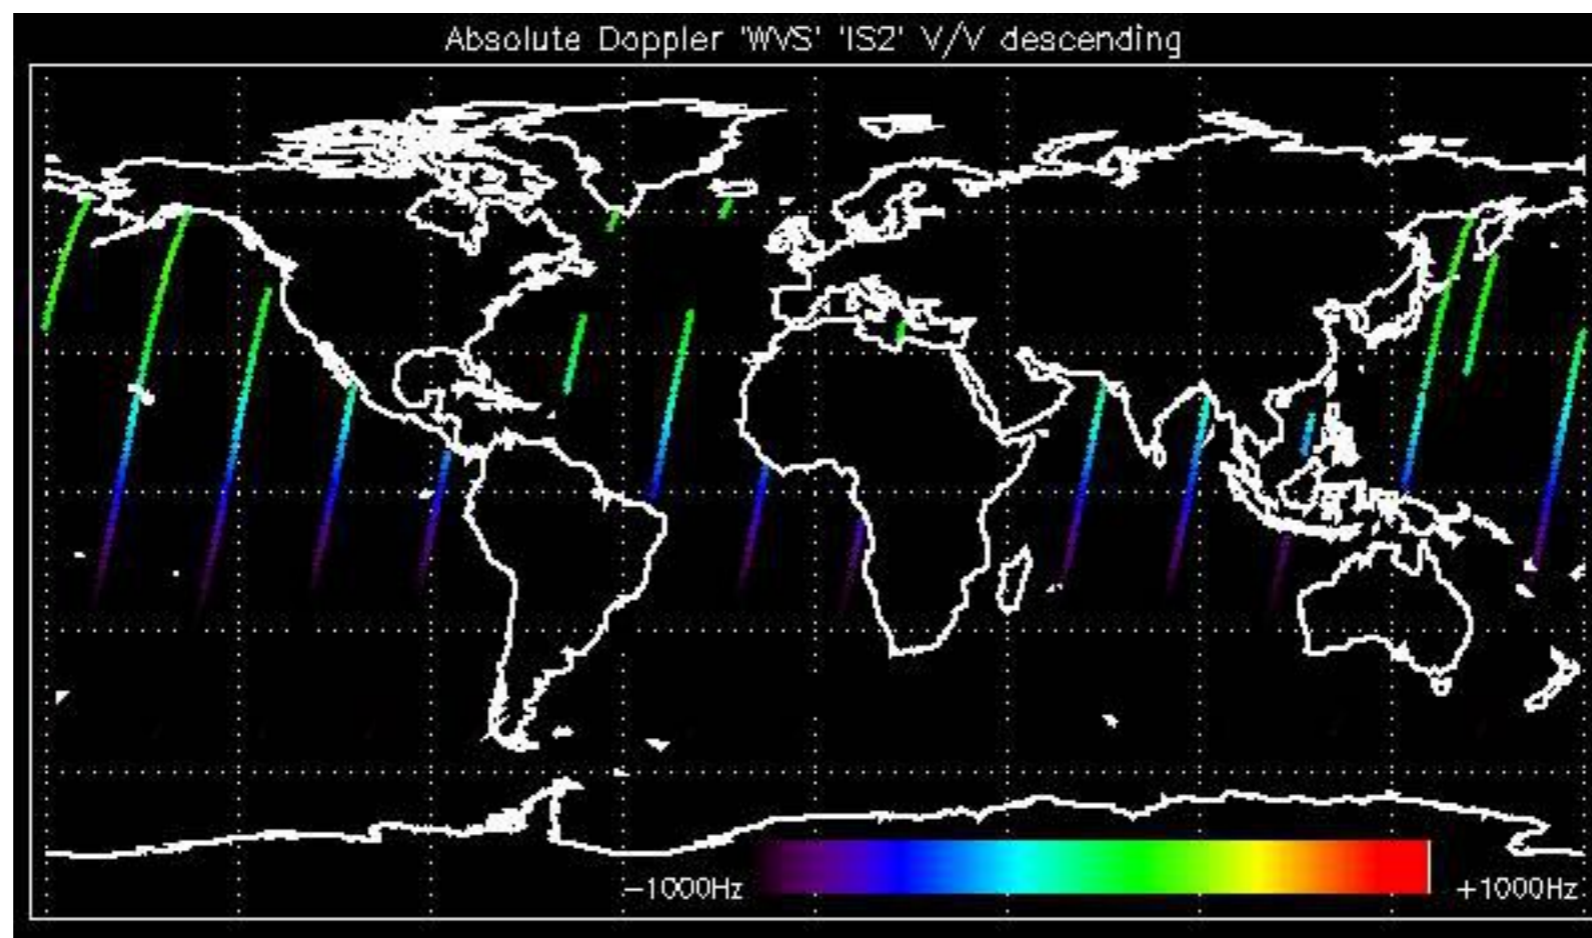 Absolute Doppler 'WVS' 'IS2' V/V descending
−1000Hz +1000Hz